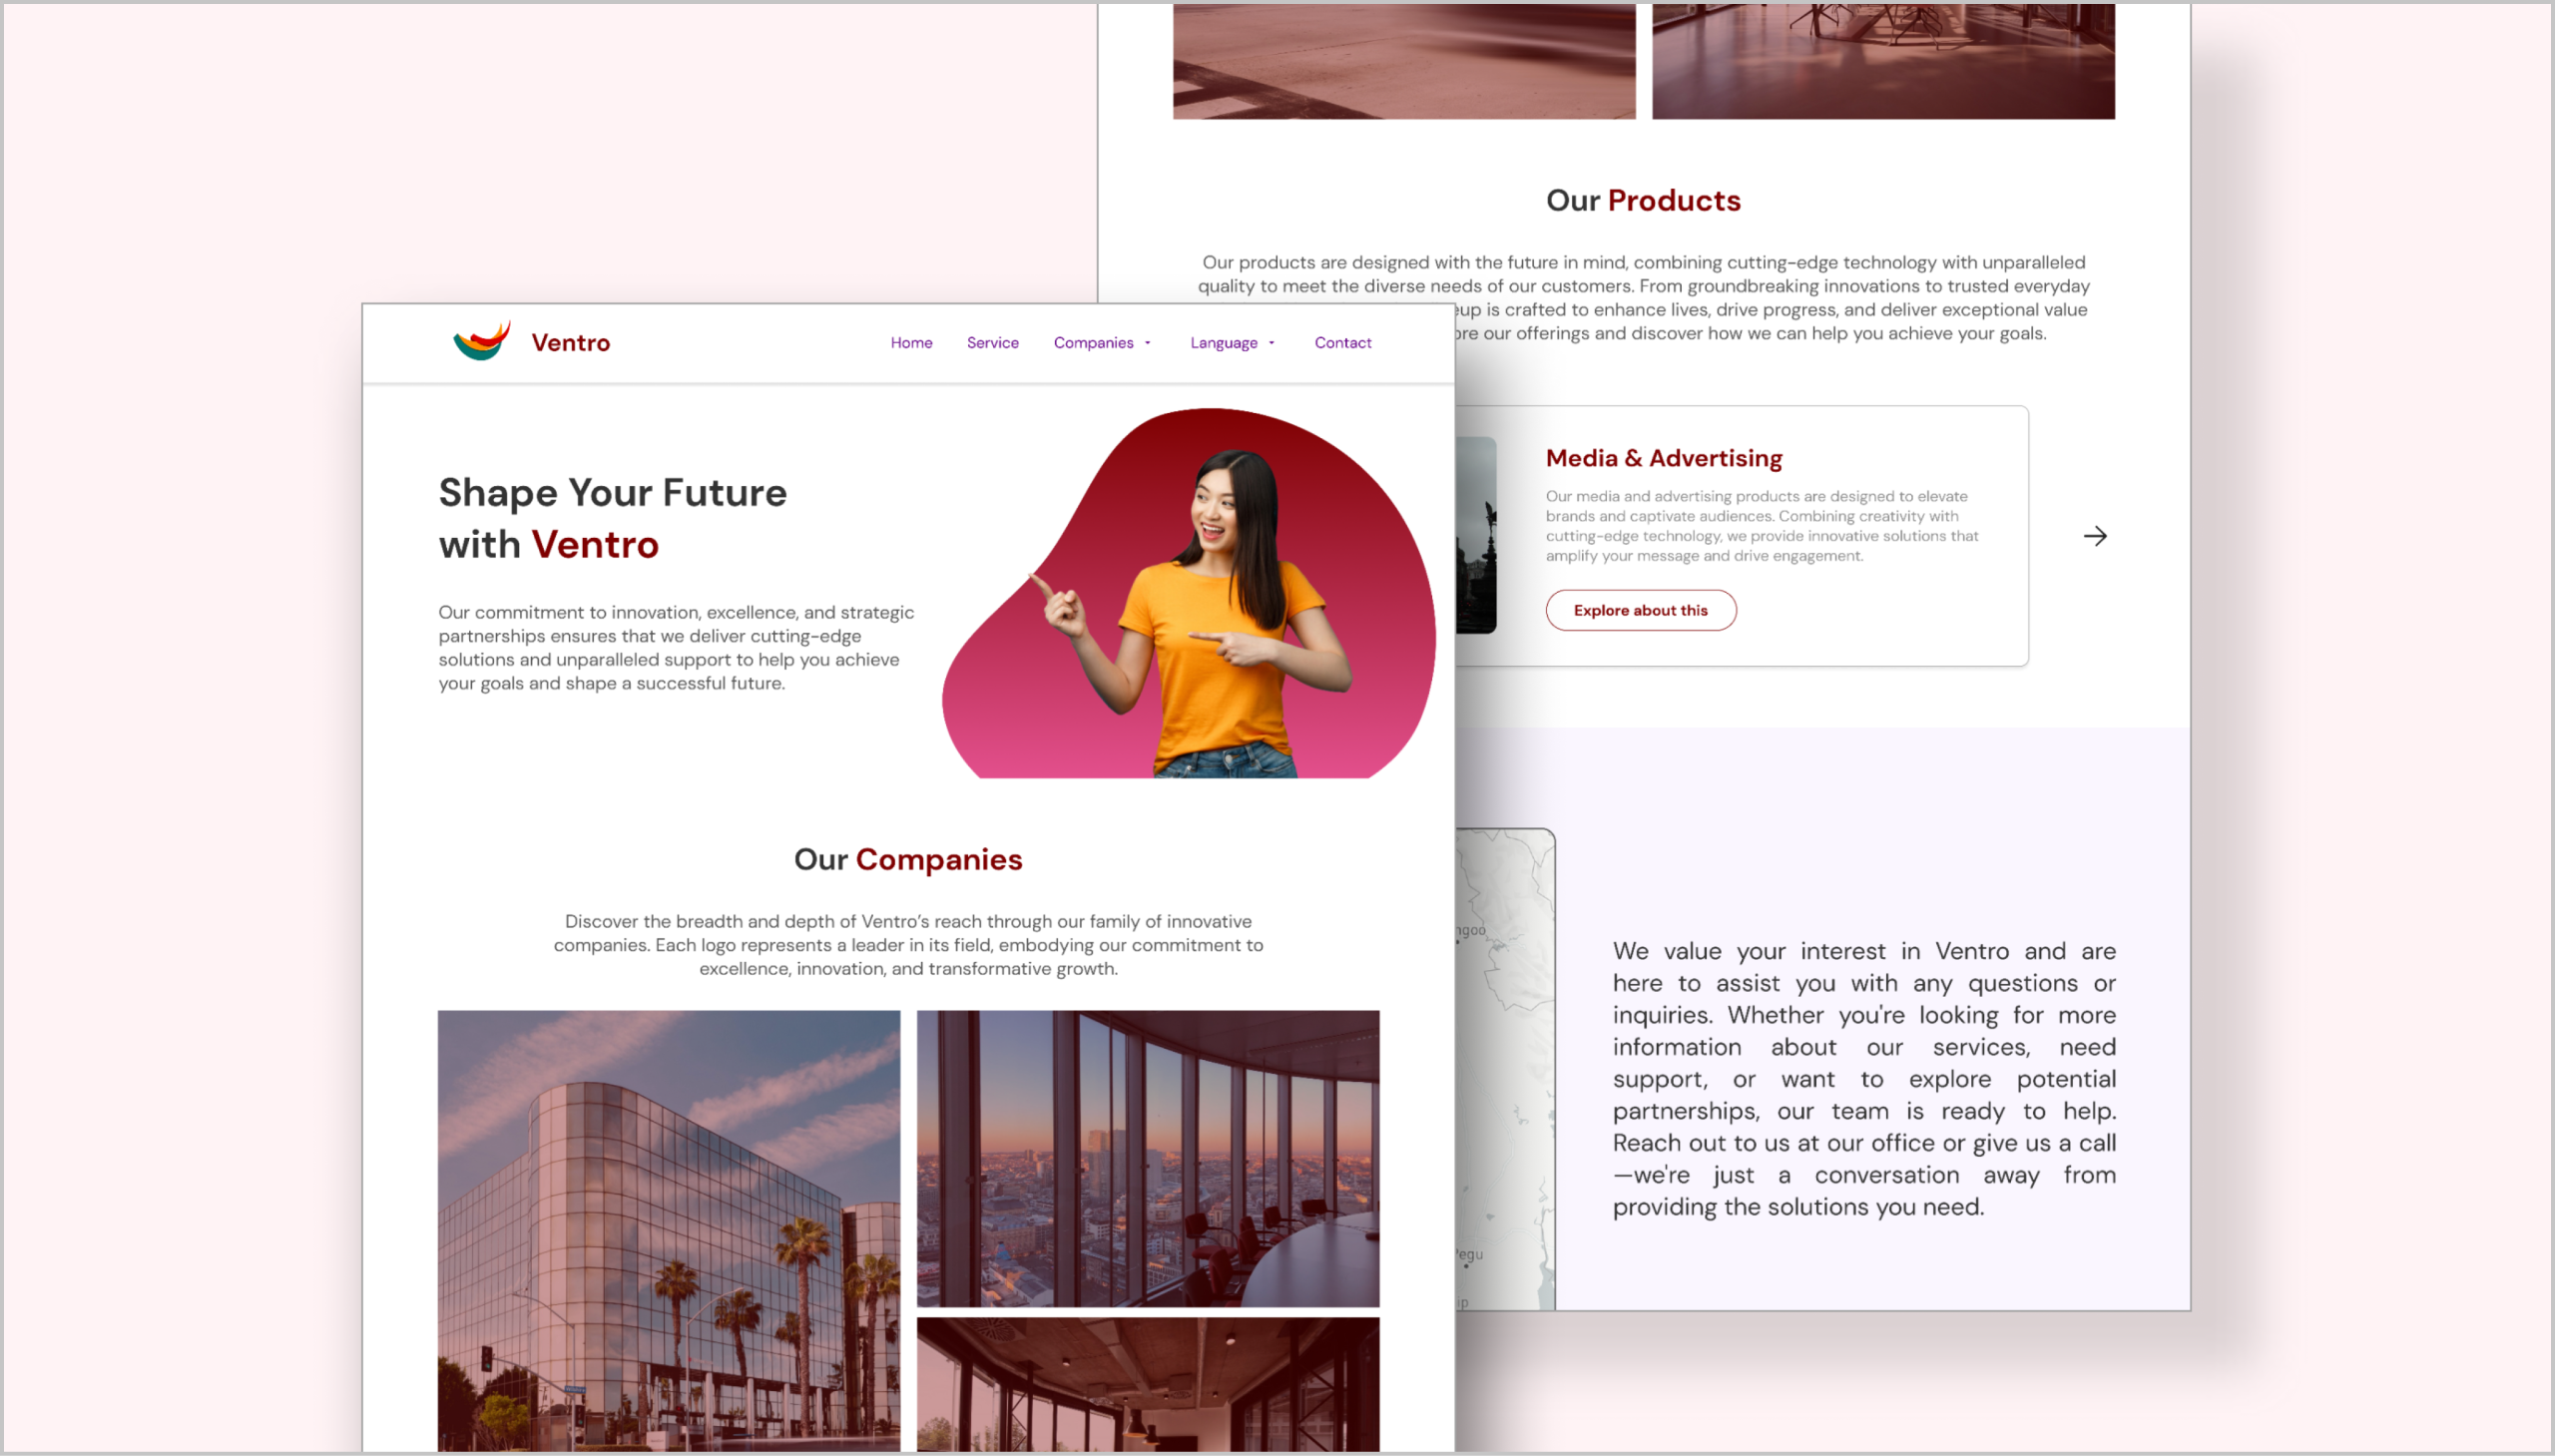 Ventro
Home Service Companies Language Contact
Shape Your Future
with Ventro
Our commitment to innovation, excellence, and strategic
partnerships ensures that we deliver cutting-edge
solutions and unparalleled support to help you achieve
your goals and shape a successful future.
Our Companies
Discover the breadth and depth of Ventro’s reach through our family of innovative
companies. Each logo represents a leader in its field, embodying our commitment to
excellence, innovation, and transformative growth.
Our Products
Our products are designed with the future in mind, combining cutting-edge technology with unparalleled
quality to meet the diverse needs of our customers. From groundbreaking innovations to trusted everyday
is crafted to enhance lives, drive progress, and deliver exceptional value
our offerings and discover how we can help you achieve your goals.
Media & Advertising
Our media and advertising products are designed to elevate
brands and captivate audiences. Combining creativity with
cutting-edge technology, we provide innovative solutions that
amplify your message and drive engagement.
Explore about this
We value your interest in Ventro and are
here to assist you with any questions or
inquiries. Whether you're looking for more
information about our services, need
support, or want to explore potential
partnerships, our team is ready to help.
Reach out to us at our office or give us a call
—we're just a conversation away from
providing the solutions you need.